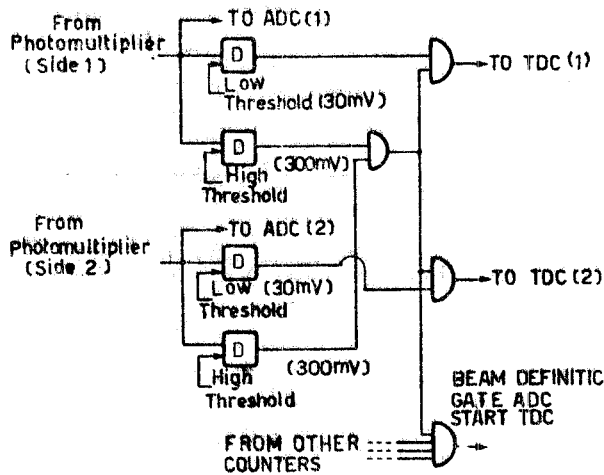 From
Photomultiplier
(Side 1)
TO ADC(1)
D
Low
Threshold (30mV)
TO TDC(1)
D
(300mV)
High
Threshold
From
Photomultiplier
(Side 2)
TO ADC(2)
D
Low (30mV)
Threshold
TO TDC(2)
D
(300mV)
High
Threshold
BEAM DEFINITIC
GATE ADC
START TDC
FROM OTHER
COUNTERS